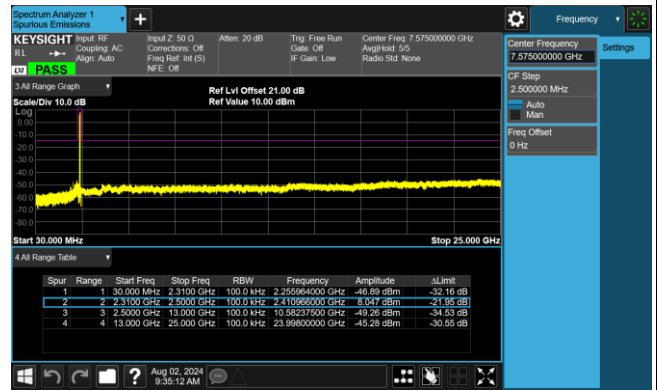 Spectrum Analyzer 1
Spurious Emissions
Frequency
KEYSIGHT Input: RF Input Z: 50 Ω Atten: 20 dB Trig: Free Run Center Freq: 7.575000000 GHz
RL Coupling: AC Corrections: Off Gate: Off Avg|Hold: 5/5
Align: Auto Freq Ref: Int (S) IF Gain: Low Radio Std: None
NFE: Off
LXI PASS
3 All Range Graph
Ref Lvl Offset 21.00 dB
Scale/Div 10.0 dB Ref Value 10.00 dBm
Log
0.00
-10.0
-20.0
-30.0
-40.0
-50.0
-60.0
-70.0
-80.0
Start 30.000 MHz Stop 25.000 GHz
4 All Range Table
Spur Range Start Freq Stop Freq RBW Frequency Amplitude ΔLimit
1 1 30.000 MHz 2.3100 GHz 100.0 kHz 2.255964000 GHz -46.89 dBm -32.16 dB
2 2 2.3100 GHz 2.5000 GHz 100.0 kHz 2.410966000 GHz 8.047 dBm -21.95 dB
3 3 2.5000 GHz 13.000 GHz 100.0 kHz 10.58237500 GHz -49.26 dBm -34.53 dB
4 4 13.000 GHz 25.000 GHz 100.0 kHz 23.99800000 GHz -45.28 dBm -30.55 dB
Aug 02, 2024
9:35:12 AM
Center Frequency
7.575000000 GHz
Settings
CF Step
2.500000 MHz
Auto
Man
Freq Offset
0 Hz